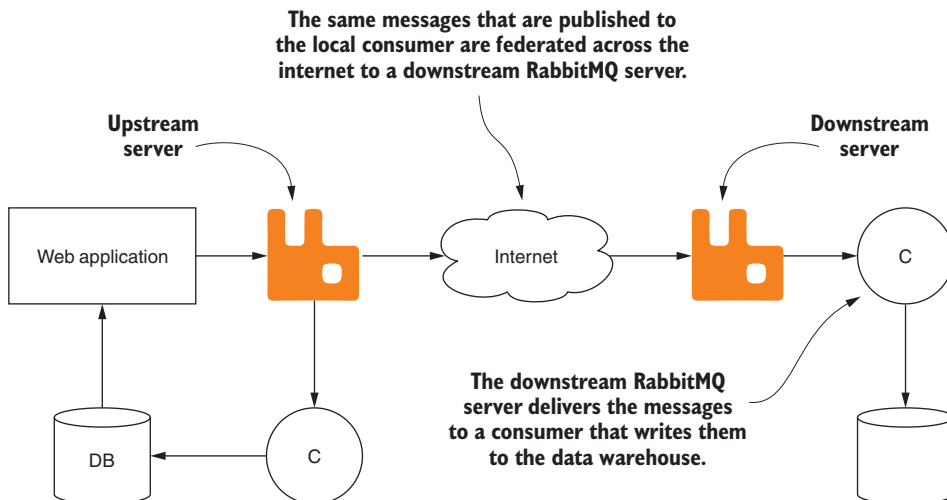 The same messages that are published to
the local consumer are federated across the
internet to a downstream RabbitMQ server.
Upstream
server
Downstream
server
Web application
Internet
C
The downstream RabbitMQ
server delivers the messages
to a consumer that writes them
to the data warehouse.
DB
C